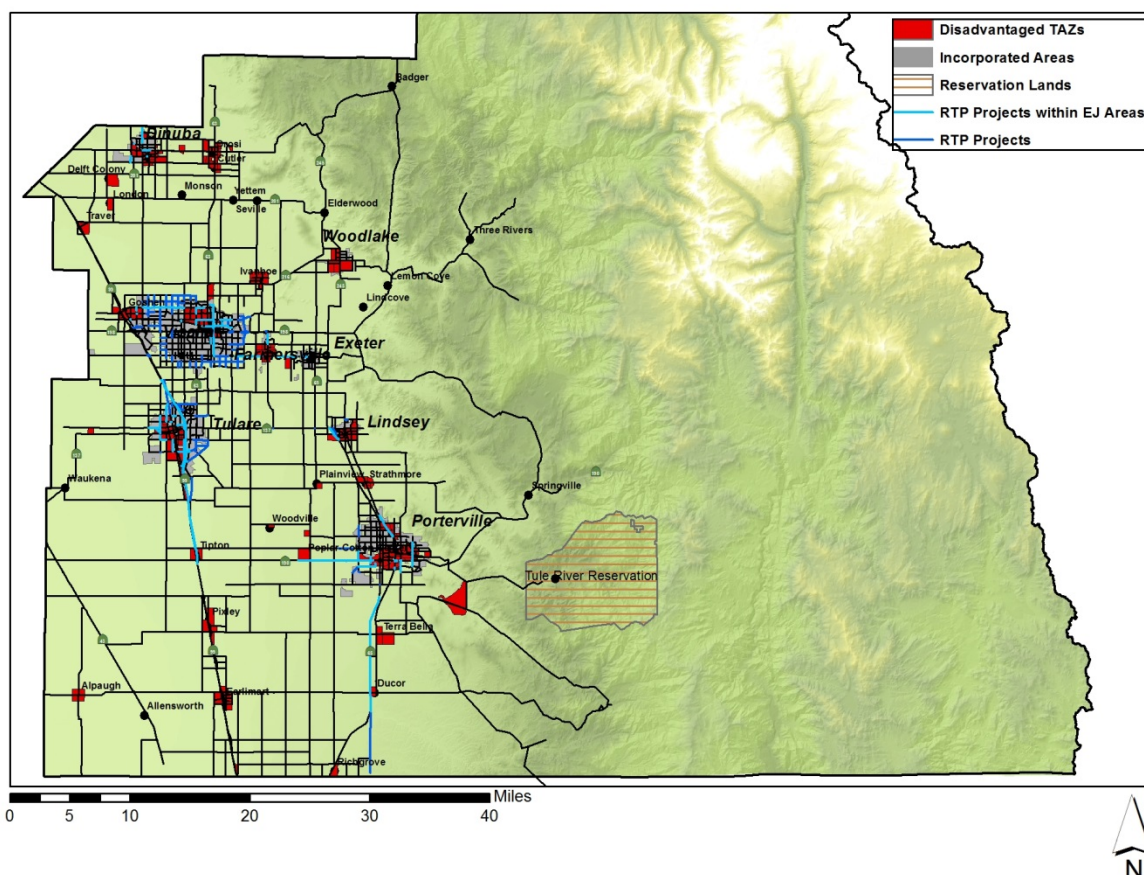 Disadvantaged TAZs
Incorporated Areas
Reservation Lands
RTP Projects within EJ Areas
RTP Projects
Badger
Dinuba
Orosi
Cutler
Delft Colony
London
Monson
Yettem
Seville
Elderwood
Traver
Woodlake
Three Rivers
Ivanhoe
Lemon Cove
Lindcove
Goshen
Farmersville
Exeter
Tulare
Lindsey
Waukena
Plainview
Strathmore
Springville
Woodville
Porterville
Tipton
Poplar-Cotton
Tule River Reservation
Pixley
Terra Bella
Alpaugh
Earlimart
Ducor
Allensworth
Richgrove
Miles
0 5 10 20 30 40
N